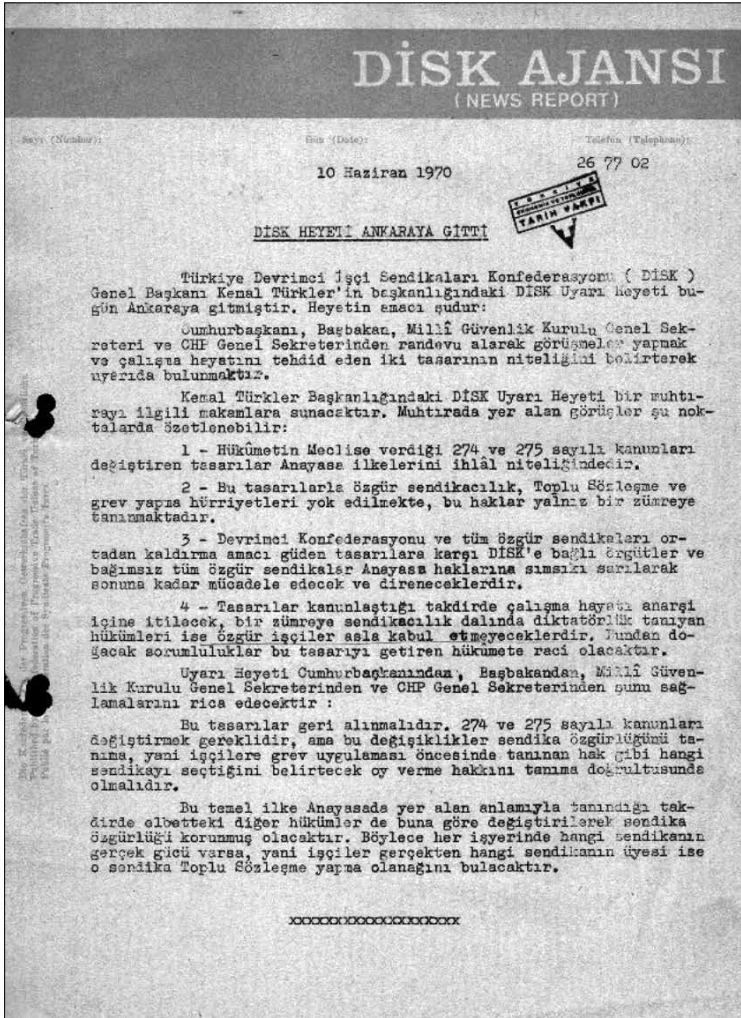 DİSK AJANSI
(NEWS REPORT)
Sayı (Number):
Gün (Date):
Telefon (Telephone):
26 77 02
10 Haziran 1970
TÜRKİYE
TARİH VAKFI
DİSK HEYETİ ANKARAYA GİTTİ
Türkiye Devrimci İşçi Sendikaları Konfederasyonu ( DİSK )
Genel Başkanı Kemal Türkler'in başkanlığındaki DİSK Uyarı Heyeti bu-
gün Ankaraya gitmiştir. Heyetin amacı şudur:
Cumhurbaşkanı, Başbakan, Millî Güvenlik Kurulu Genel Sek-
reteri ve CHP Genel Sekreterinden randevu alarak görüşmeler yapmak
ve çalışma hayatını tehdid eden iki tasarının niteliğini belirterek
uyarıda bulunmaktır.
Kemal Türkler Başkanlığındaki DİSK Uyarı Heyeti bir muhtı-
rayı ilgili makamlara sunacaktır. Muhtırada yer alan görüşler şu nok-
talarda özetlenebilir:
1 - Hükûmetin Meclise verdiği 274 ve 275 sayılı kanunları
değiştiren tasarılar Anayasa ilkelerini ihlâl niteliğindedir.
2 - Bu tasarılarla özgür sendikacılık, Toplu Sözleşme ve
grev yapma hürriyetleri yok edilmekte, bu haklar yalnız bir zümreye
tanınmaktadır.
3 - Devrimci Konfederasyonu ve tüm özgür sendikaları or-
tadan kaldırma amacı güden tasarılara karşı DİSK'e bağlı örgütler ve
bağımsız tüm özgür sendikalar Anayasa haklarına sımsıkı sarılarak
sonuna kadar mücadele edecek ve direneceklerdir.
4 - Tasarılar kanunlaştığı takdirde çalışma hayatı anarşi
içine itilecek, bir zümreye sendikacılık dalında diktatörlük tanıyan
hükümleri ise özgür işçiler asla kabul etmeyeceklerdir. Bundan do-
ğacak sorumluluklar bu tasarıyı getiren hükûmete raci olacaktır.
Uyarı Heyeti Cumhurbaşkanından, Başbakandan, Millî Güven-
lik Kurulu Genel Sekreterinden ve CHP Genel Sekreterinden şunu sağ-
lamalarını rica edecektir :
Bu tasarılar geri alınmalıdır. 274 ve 275 sayılı kanunları
değiştirmek gereklidir, ama bu değişiklikler sendika özgürlüğünü ta-
nıma, yani işçilere grev uygulaması öncesinde tanınan hak gibi hangi
sendikayı seçtiğini belirtecek oy verme hakkını tanıma doğrultusunda
olmalıdır.
Bu temel ilke Anayasada yer alan anlamıyla tanındığı tak-
dirde elbetteki diğer hükümler de buna göre değiştirilerek sendika
özgürlüğü korunmuş olacaktır. Böylece her işyerinde hangi sendikanın
gerçek gücü varsa, yani işçiler gerçekten hangi sendikanın üyesi ise
o sendika Toplu Sözleşme yapma olanağını bulacaktır.
xxxxxxxxxxxxxxxxxxxx